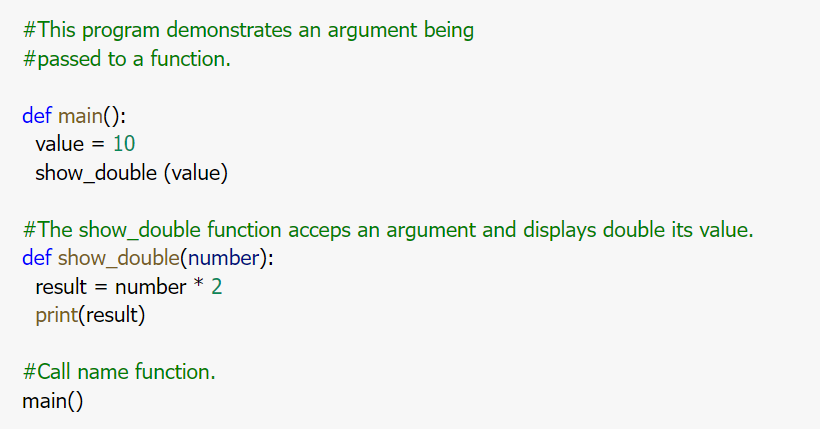 #This program demonstrates an argument being
#passed to a function.
def main():
value = 10
show_double (value)
#The show_double function acceps an argument and displays double its value.
def show_double(number):
result = number * 2
print(result)
#Call name function.
main()